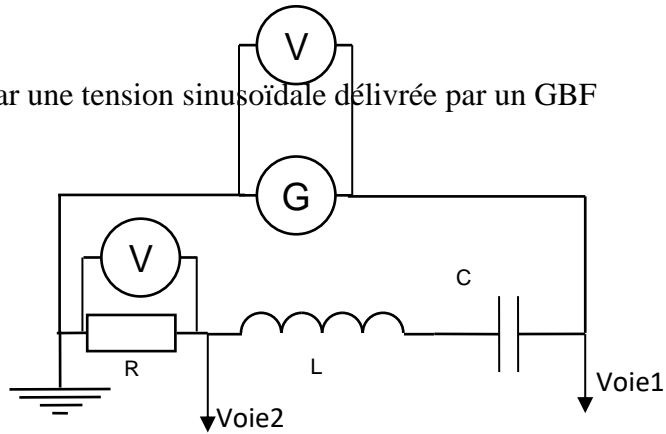 V
ar une tension sinusoïdale délivrée par un GBF
G
V
C
R
L
Voie1
Voie2